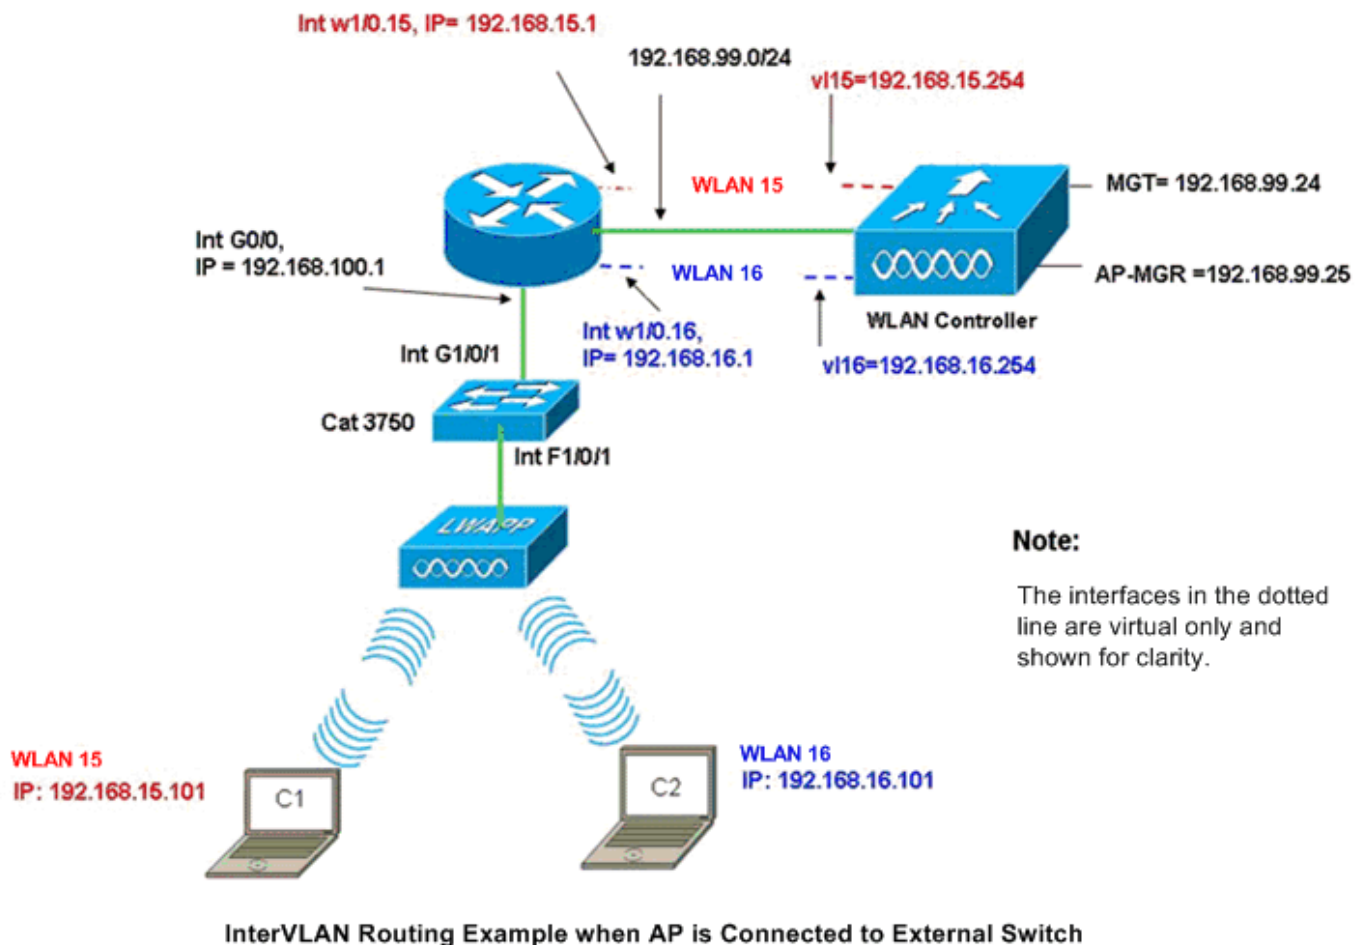 Int w1/0.15, IP= 192.168.15.1
192.168.99.0/24
vl15=192.168.15.254
WLAN 15
MGT= 192.168.99.24
Int G0/0,
IP = 192.168.100.1
WLAN 16
AP-MGR =192.168.99.25
WLAN Controller
Int w1/0.16,
IP= 192.168.16.1
vl16=192.168.16.254
Int G1/0/1
Cat 3750
Int F1/0/1
LWAPP
Note:
The interfaces in the dotted
line are virtual only and
shown for clarity.
WLAN 15
IP: 192.168.15.101
C1
C2
WLAN 16
IP: 192.168.16.101
InterVLAN Routing Example when AP is Connected to External Switch